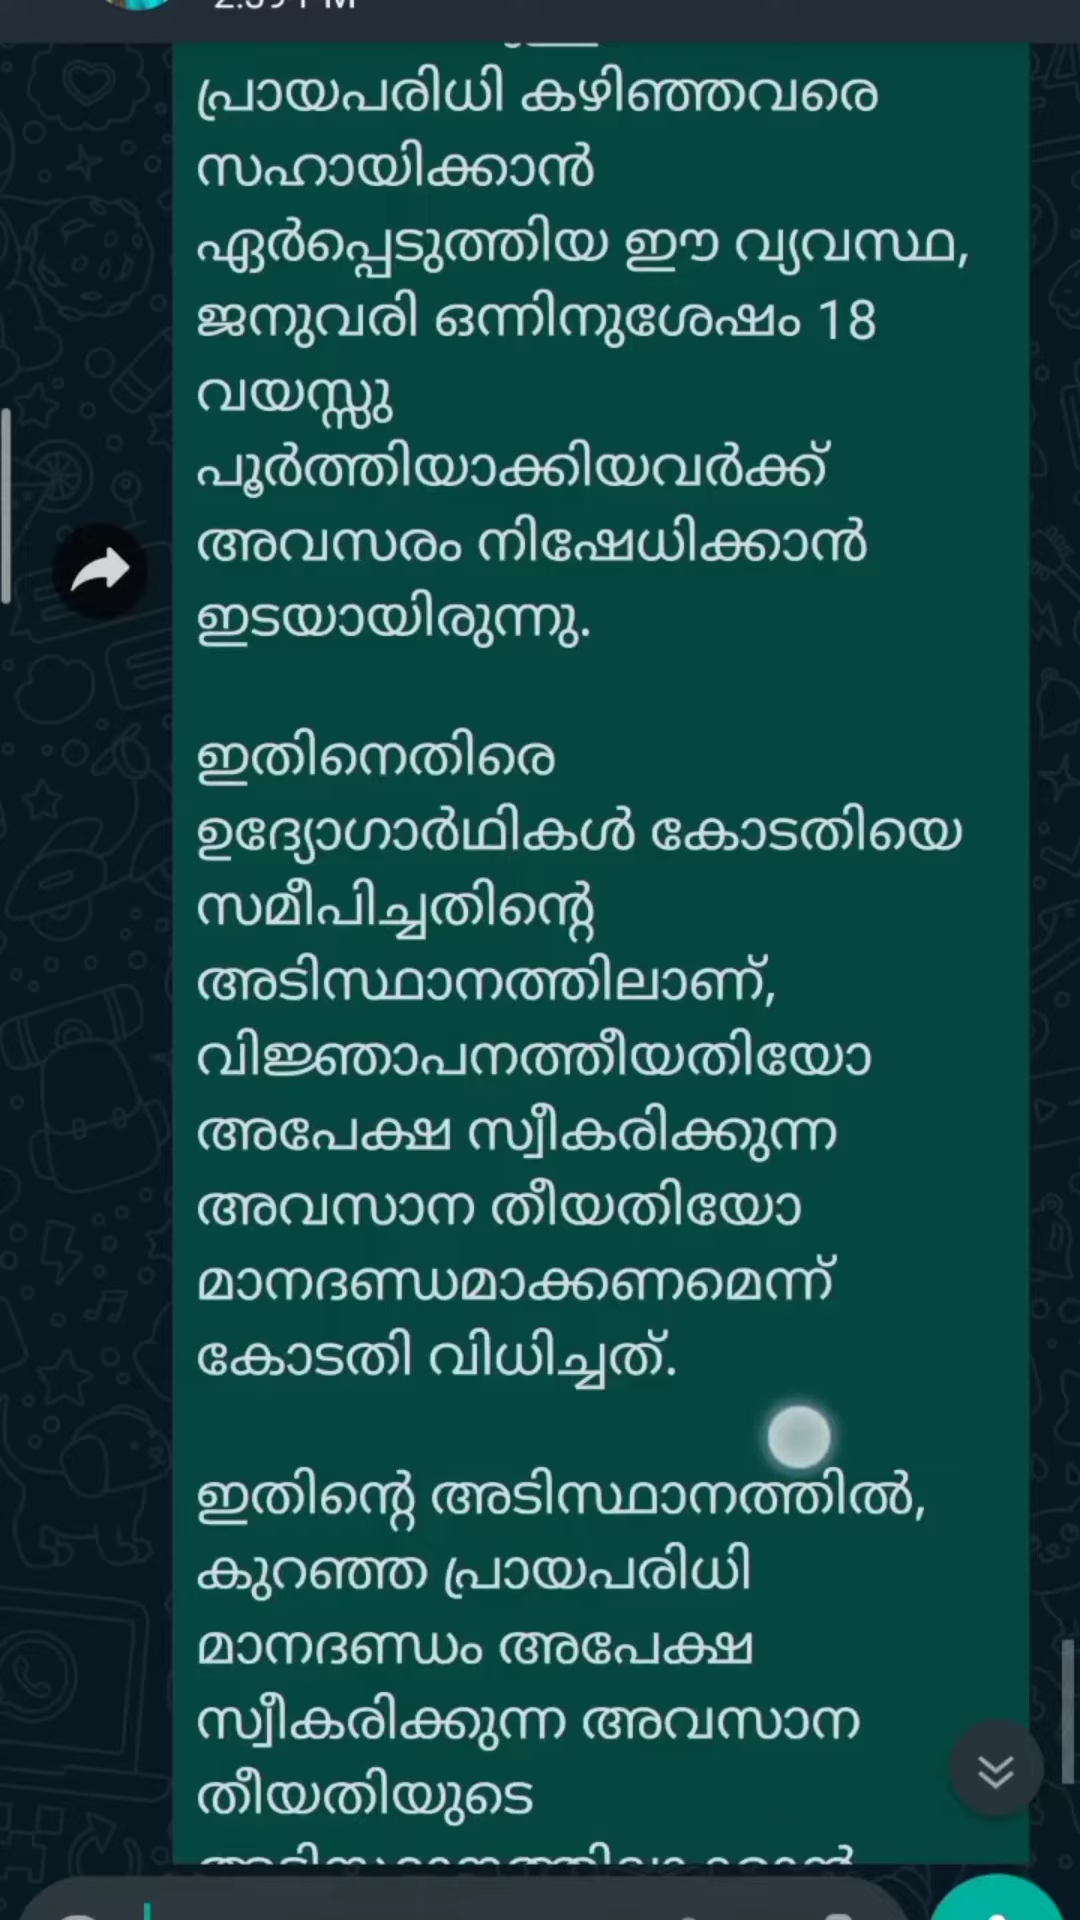 പ്രായപരിധി കഴിഞ്ഞവരെ
സഹായിക്കാൻ
ഏർപ്പെടുത്തിയ ഈ വ്യവസ്ഥ,
ജനുവരി ഒന്നിനുശേഷം 18
വയസ്സു
പൂർത്തിയാക്കിയവർക്ക്
അവസരം നിഷേധിക്കാൻ
ഇടയായിരുന്നു.
ഇതിനെതിരെ
ഉദ്യോഗാർഥികൾ കോടതിയെ
സമീപിച്ചതിന്റെ
അടിസ്ഥാനത്തിലാണ്,
വിജ്ഞാപനത്തീയതിയോ
അപേക്ഷ സ്വീകരിക്കുന്ന
അവസാന തീയതിയോ
മാനദണ്ഡമാക്കണമെന്ന്
കോടതി വിധിച്ചത്.
ഇതിന്റെ അടിസ്ഥാനത്തിൽ,
കുറഞ്ഞ പ്രായപരിധി
മാനദണ്ഡം അപേക്ഷ
സ്വീകരിക്കുന്ന അവസാന
തീയതിയുടെ